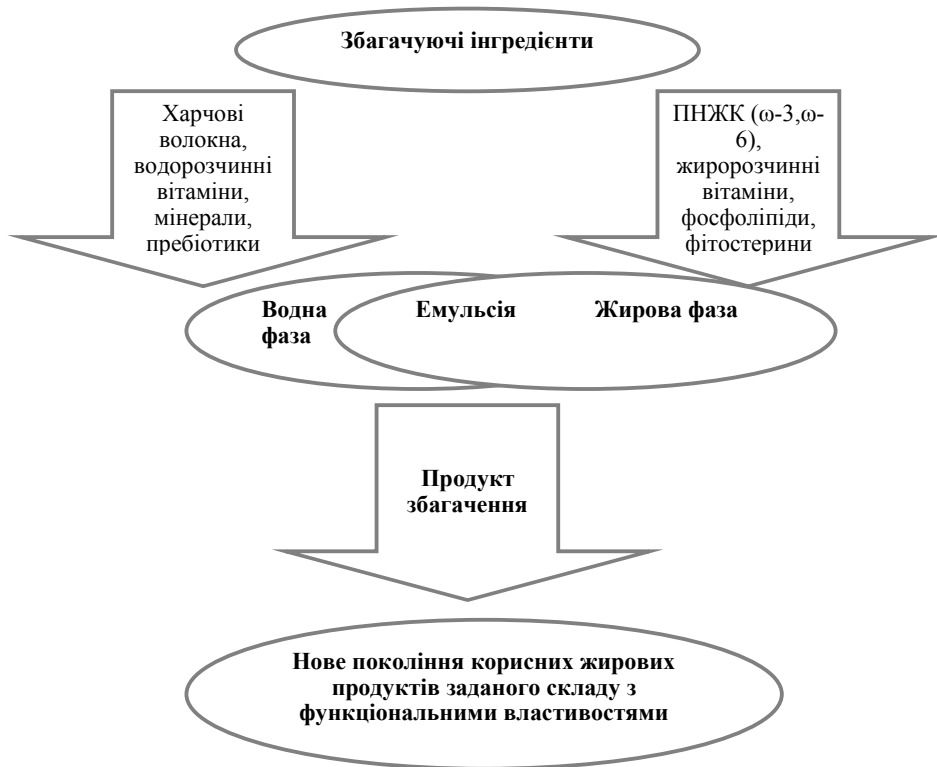 Збагачуючі інгредієнти
Харчові
волокна,
водорозчинні
вітаміни,
мінерали,
пребіотики
ПНЖК (ω-3,ω-
6),
жиророзчинні
вітаміни,
фосфоліпіди,
фітостерини
Водна
фаза
Емульсія
Жирова фаза
Продукт
збагачення
Нове покоління корисних жирових
продуктів заданого складу з
функціональними властивостями